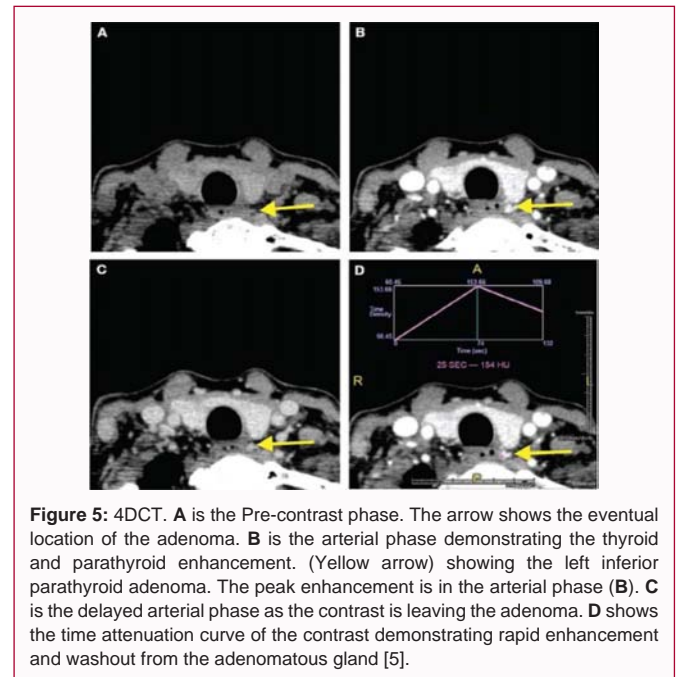 A
B
C
D
A
153.66
Time
Density
Time (sec)
R
L
Figure 5: 4DCT. A is the Pre-contrast phase. The arrow shows the eventual
location of the adenoma. B is the arterial phase demonstrating the thyroid
and parathyroid enhancement. (Yellow arrow) showing the left inferior
parathyroid adenoma. The peak enhancement is in the arterial phase (B). C
is the delayed arterial phase as the contrast is leaving the adenoma. D shows
the time attenuation curve of the contrast demonstrating rapid enhancement
and washout from the adenomatous gland [5].